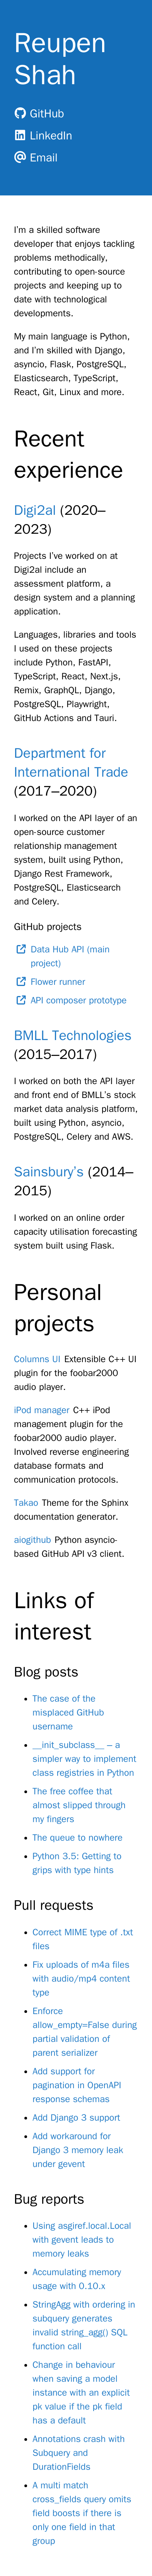 Reupen
Shah
GitHub
LinkedIn
Email
I'm a skilled software
developer that enjoys tackling
problems methodically,
contributing to open-source
projects and keeping up to
date with technological
developments.
My main language is Python,
and I'm skilled with Django,
asyncio, Flask, PostgreSQL,
Elasticsearch, TypeScript,
React, Git, Linux and more.
Recent
experience
Digi2al (2020–
2023)
Projects I've worked on at
Digi2al include an
assessment platform, a
design system and a planning
application.
Languages, libraries and tools
I used on these projects
include Python, FastAPI,
TypeScript, React, Next.js,
Remix, GraphQL, Django,
PostgreSQL, Playwright,
GitHub Actions and Tauri.
Department for
International Trade
(2017–2020)
I worked on the API layer of an
open-source customer
relationship management
system, built using Python,
Django Rest Framework,
PostgreSQL, Elasticsearch
and Celery.
GitHub projects
Data Hub API (main
project)
Flower runner
API composer prototype
BMLL Technologies
(2015–2017)
I worked on both the API layer
and front end of BMLL's stock
market data analysis platform,
built using Python, asyncio,
PostgreSQL, Celery and AWS.
Sainsbury's (2014–
2015)
I worked on an online order
capacity utilisation forecasting
system built using Flask.
Personal
projects
Columns UI Extensible C++ UI
plugin for the foobar2000
audio player.
iPod manager C++ iPod
management plugin for the
foobar2000 audio player.
Involved reverse engineering
database formats and
communication protocols.
Takao Theme for the Sphinx
documentation generator.
aiogithub Python asyncio-
based GitHub API v3 client.
Links of
interest
Blog posts
The case of the
misplaced GitHub
username
__init_subclass__ – a
simpler way to implement
class registries in Python
The free coffee that
almost slipped through
my fingers
The queue to nowhere
Python 3.5: Getting to
grips with type hints
Pull requests
Correct MIME type of .txt
files
Fix uploads of m4a files
with audio/mp4 content
type
Enforce
allow_empty=False during
partial validation of
parent serializer
Add support for
pagination in OpenAPI
response schemas
Add Django 3 support
Add workaround for
Django 3 memory leak
under gevent
Bug reports
Using asgiref.local.Local
with gevent leads to
memory leaks
Accumulating memory
usage with 0.10.x
StringAgg with ordering in
subquery generates
invalid string_agg() SQL
function call
Change in behaviour
when saving a model
instance with an explicit
pk value if the pk field
has a default
Annotations crash with
Subquery and
DurationFields
A multi match
cross_fields query omits
field boosts if there is
only one field in that
group